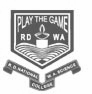 PLAY THE GAME
RD WA
R.D. NATIONAL W.A. SCIENCE
COLLEGE